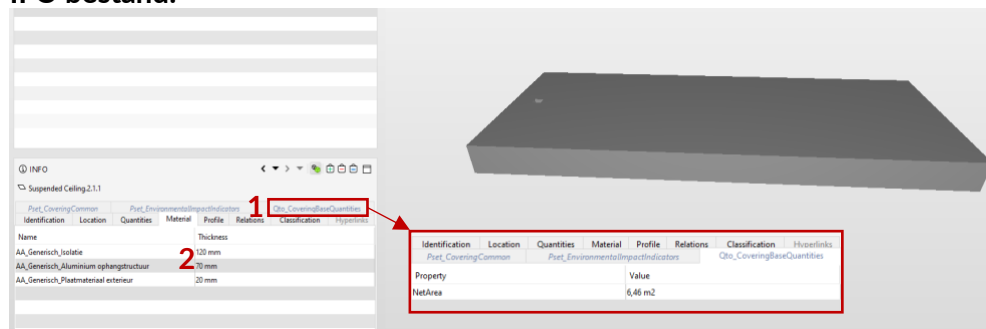 INFO
Suspended Ceiling.2.1.1
Pset_CoveringCommon Pset_EnvironmentalImpactIndicators Qto_CoveringBaseQuantities
1
Identification Location Quantities Material Profile Relations Classification Hyperlinks
Name Thickness
AA_Generisch_Isolatie 120 mm
AA_Generisch_Aluminium ophangstructuur 70 mm
2
AA_Generisch_Plaatmateriaal exterieur 20 mm
Identification Location Quantities Material Profile Relations Classification Hyperlinks
Pset_CoveringCommon Pset_EnvironmentalImpactIndicators Qto_CoveringBaseQuantities
Property Value
NetArea 6,46 m2